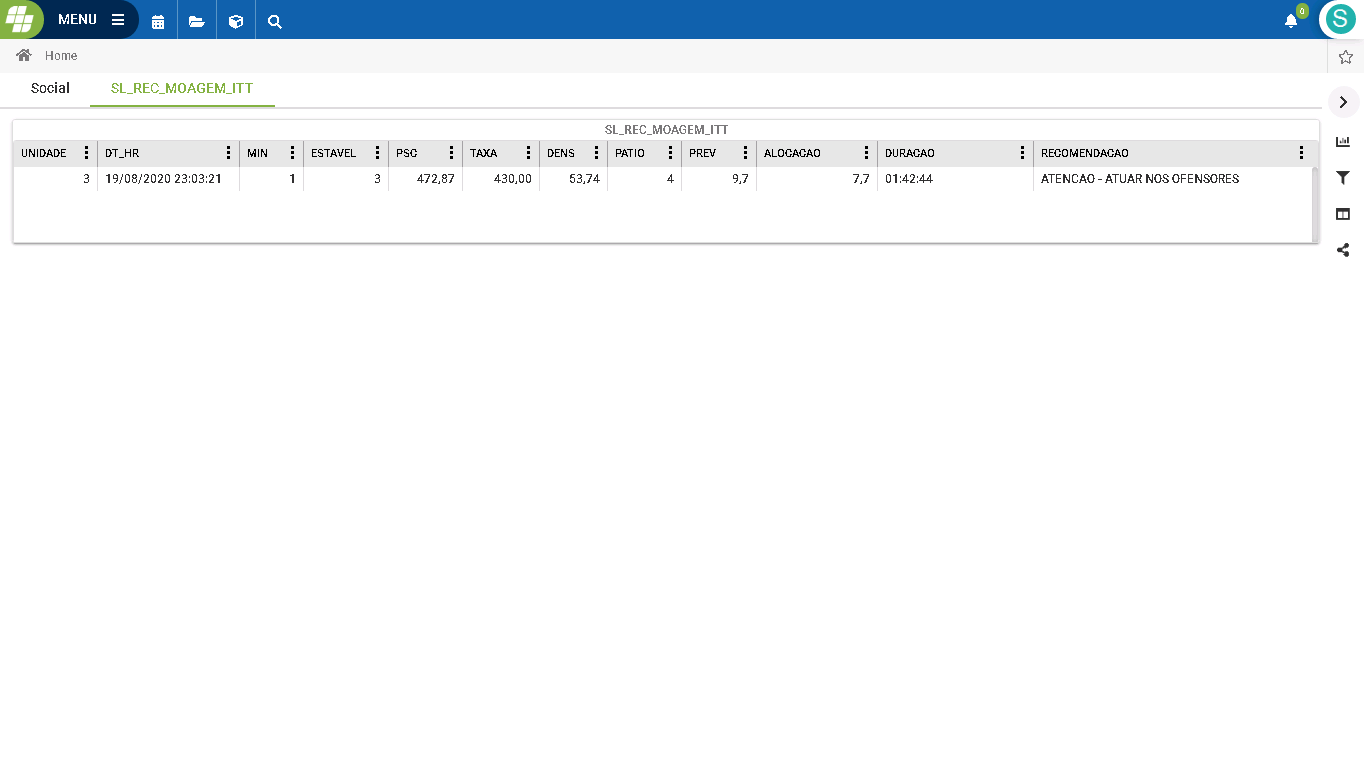 MENU
0
S
Home
Social SL_REC_MOAGEM_ITT
SL_REC_MOAGEM_ITT
UNIDADE DT_HR MIN ESTAVEL PSC TAXA DENS PATIO PREV ALOCACAO DURACAO RECOMENDACAO
3 19/08/2020 23:03:21 1 3 472,87 430,00 53,74 4 9,7 7,7 01:42:44 ATENCAO - ATUAR NOS OFENSORES